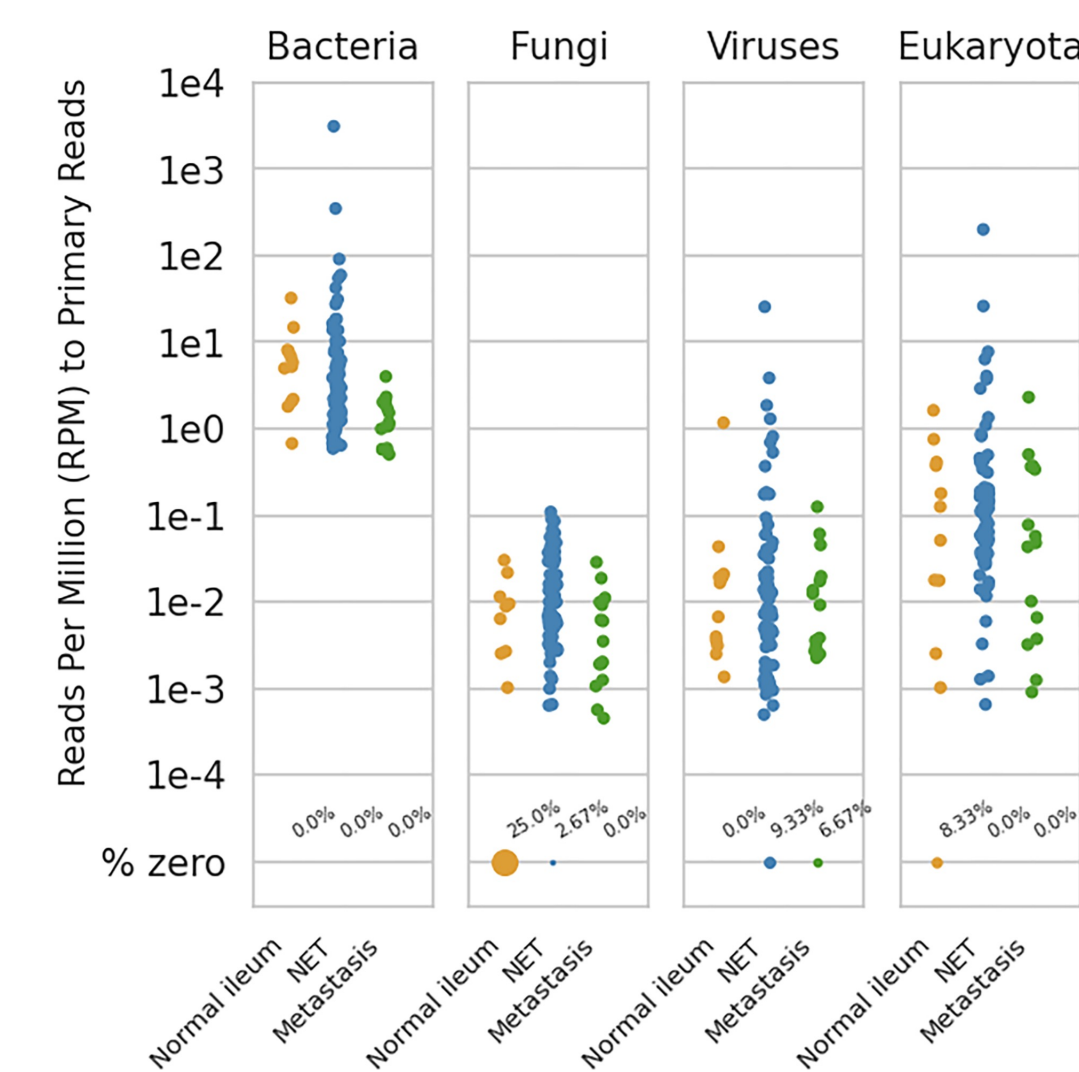 Bacteria Fungi Viruses Eukaryota
Reads Per Million (RPM) to Primary Reads
1e4
1e3
1e2
1e1
1e0
1e-1
1e-2
1e-3
1e-4
% zero
0.0% 0.0% 0.0% 25.0% 2.67% 0.0% 0.0% 9.33% 6.67% 8.33% 0.0% 0.0%
Normal ileum NET Metastasis Normal ileum NET Metastasis Normal ileum NET Metastasis Normal ileum NET Metastasis